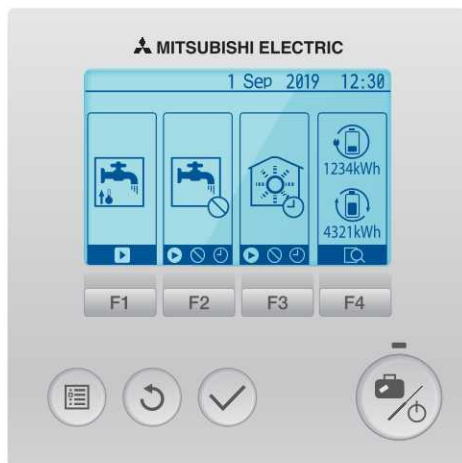 MITSUBISHI ELECTRIC
1 Sep 2019 12:30
1234kWh
4321kWh
F1 F2 F3 F4